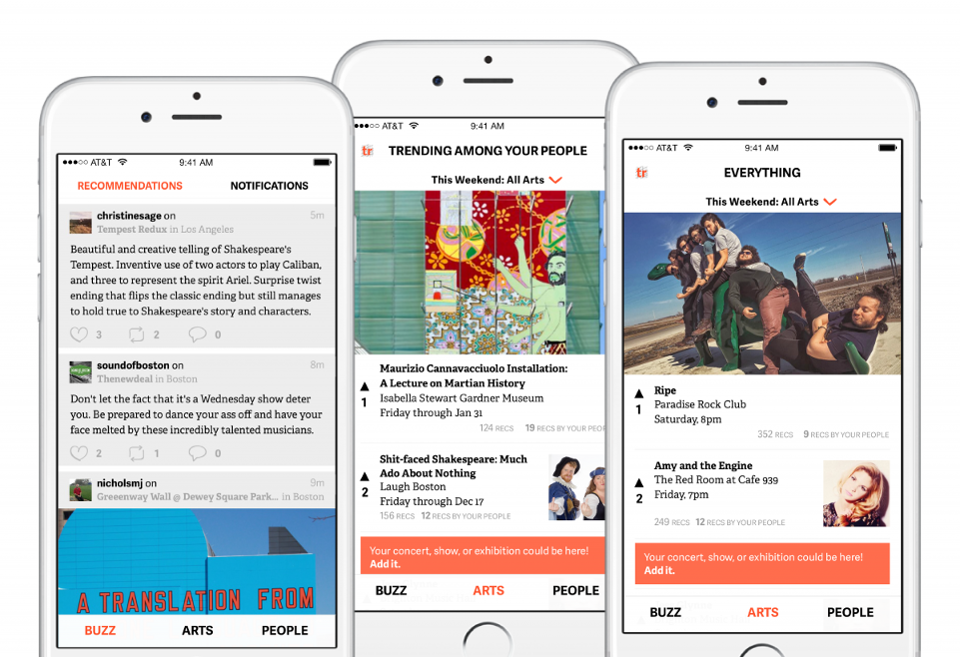 AT&T 9:41 AM
RECOMMENDATIONS NOTIFICATIONS
christinesage on 5m
Tempest Redux in Los Angeles
Beautiful and creative telling of Shakespeare's
Tempest. Inventive use of two actors to play Caliban,
and three to represent the spirit Ariel. Surprise twist
ending that flips the classic ending but still manages
to hold true to Shakespeare's story and characters.
3 2 0
soundofboston on 8m
Thenewdeal in Boston
Don't let the fact that it's a Wednesday show deter
you. Be prepared to dance your ass off and have your
face melted by these incredibly talented musicians.
2 1 0
nicholsmj on 9m
Greenway Wall @ Dewey Square Park... in Boston
A TRANSLATION FROM
BUZZ ARTS PEOPLE
AT&T 9:41 AM
tr TRENDING AMONG YOUR PEOPLE
This Weekend: All Arts
Maurizio Cannavacciuolo Installation:
A Lecture on Martian History
1 Isabella Stewart Gardner Museum
Friday through Jan 31
124 RECS 19 RECS BY YOUR PEOP
Shit-faced Shakespeare: Much
Ado About Nothing
2 Laugh Boston
Friday through Dec 17
156 RECS 12 RECS BY YOUR PEOPLE
Your concert, show, or exhibition could be here!
Add it.
BUZZ ARTS PEOPLE
AT&T 9:41 AM
tr EVERYTHING
This Weekend: All Arts
Ripe
1 Paradise Rock Club
Saturday, 8pm
352 RECS 9 RECS BY YOUR PEOPLE
Amy and the Engine
2 The Red Room at Cafe 939
Friday, 7pm
249 RECS 12 RECS BY YOUR PEOPLE
Your concert, show, or exhibition could be here!
Add it.
BUZZ ARTS PEOPLE